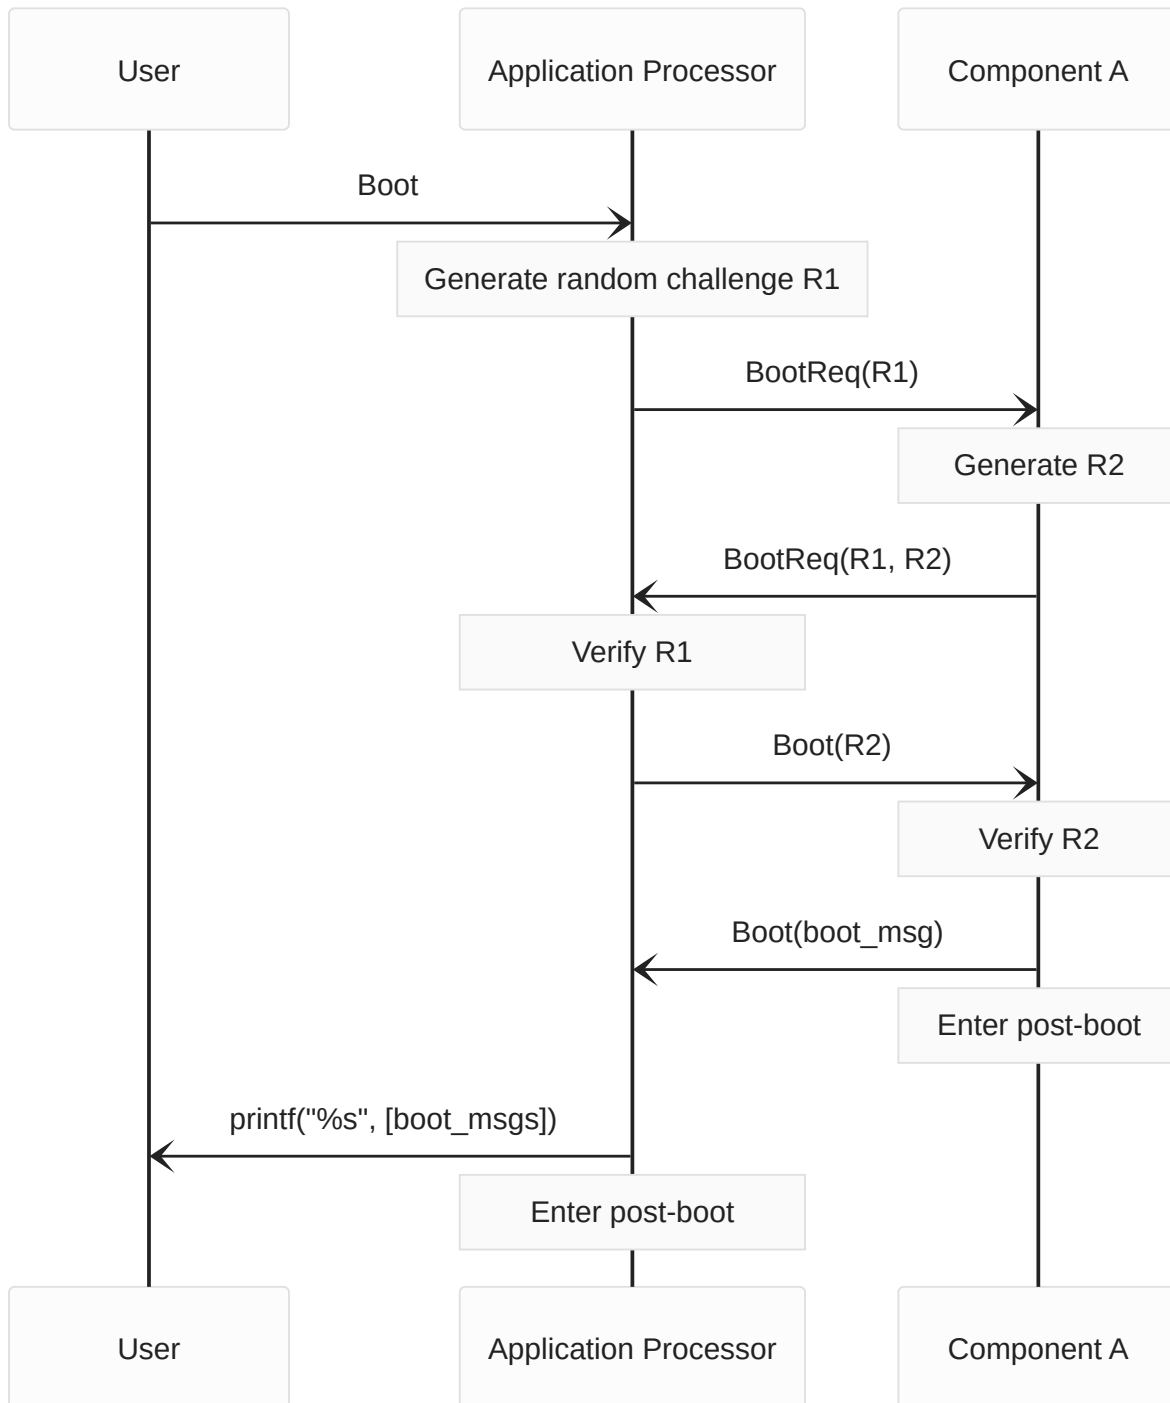 User
Application Processor
Component A
Boot
Generate random challenge R1
BootReq(R1)
Generate R2
BootReq(R1, R2)
Verify R1
Boot(R2)
Verify R2
Boot(boot_msg)
Enter post-boot
printf("%s", [boot_msgs])
Enter post-boot
User
Application Processor
Component A